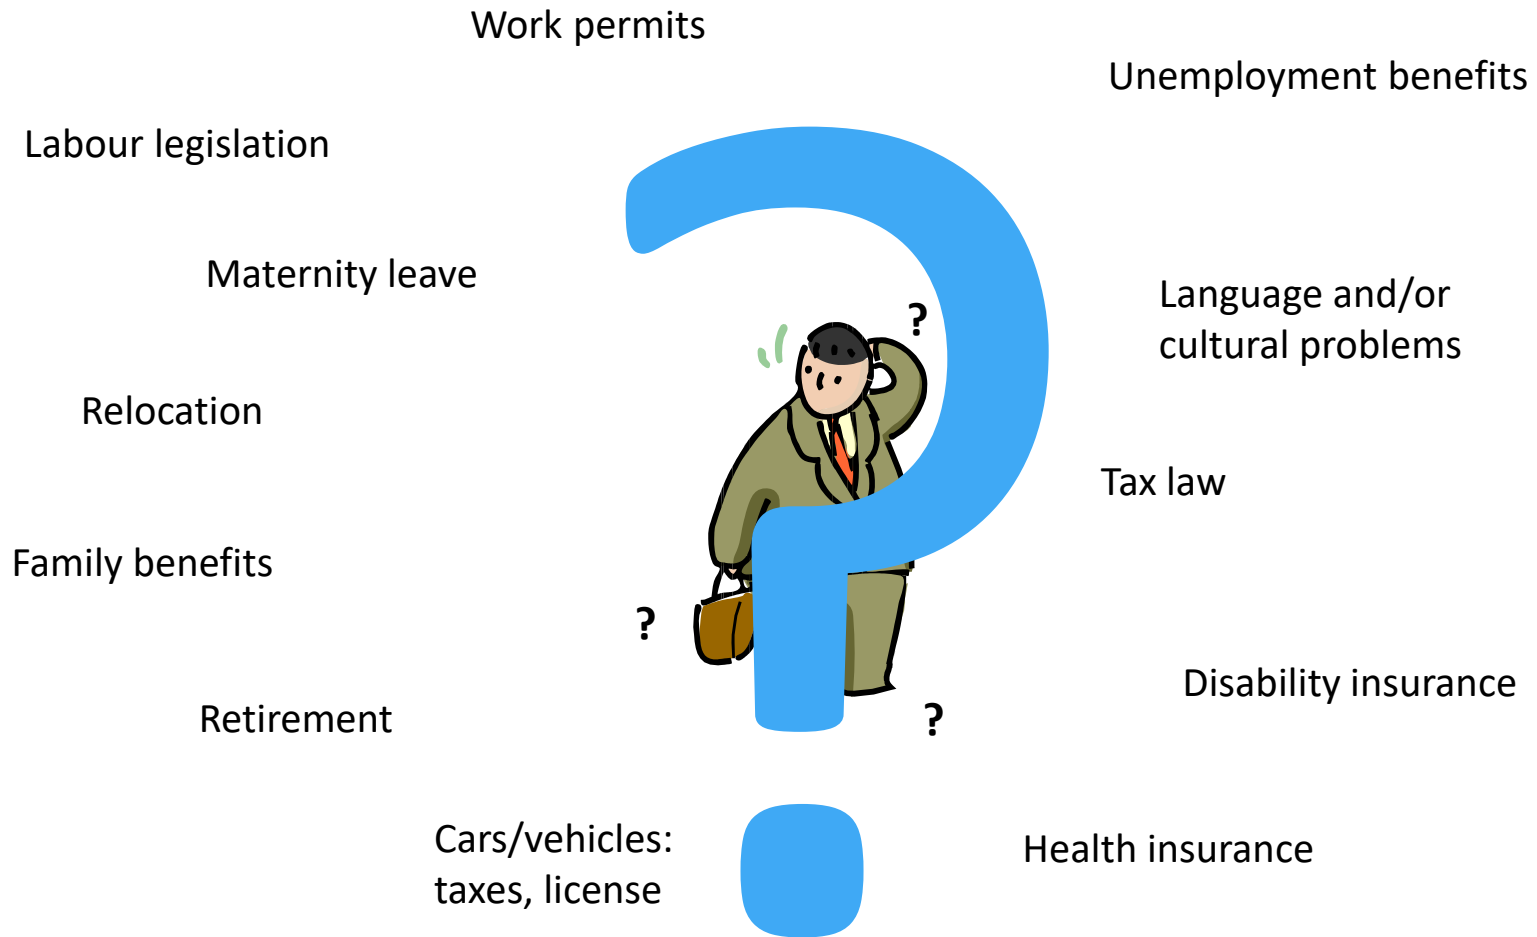 Work permits
Unemployment benefits
Labour legislation
Maternity leave
Language and/or
cultural problems
?
Relocation
Tax law
Family benefits
?
Disability insurance
Retirement
?
Cars/vehicles:
taxes, license
Health insurance